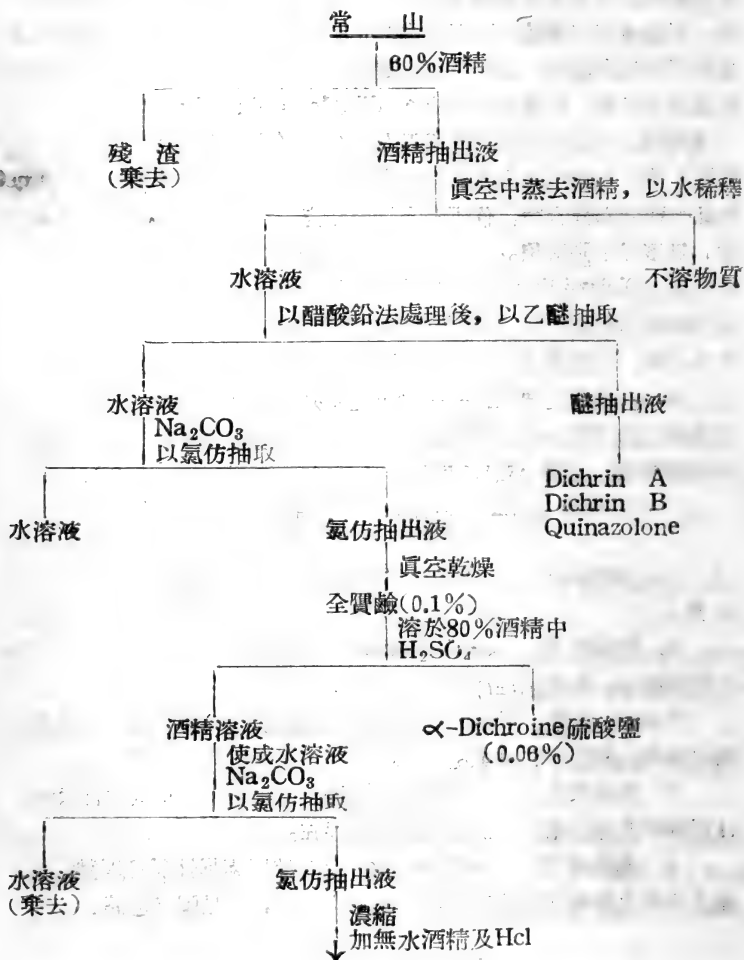 常 山
60%酒精
殘 渣
(棄去)
酒精抽出液
眞空中蒸去酒精，以水稀釋
水溶液
不溶物質
以醋酸鉛法處理後，以乙醚抽取
水溶液
Na₂CO₃
以氯仿抽取
醚抽出液
Dichrin A
Dichrin B
Quinazolone
水溶液
氯仿抽出液
眞空乾燥
全質鹼(0.1%)
溶於80%酒精中
H₂SO₄
酒精溶液
使成水溶液
Na₂CO₃
以氯仿抽取
α-Dichroine硫酸鹽
(0.06%)
水溶液
(棄去)
氯仿抽出液
濃縮
加無水酒精及Hcl